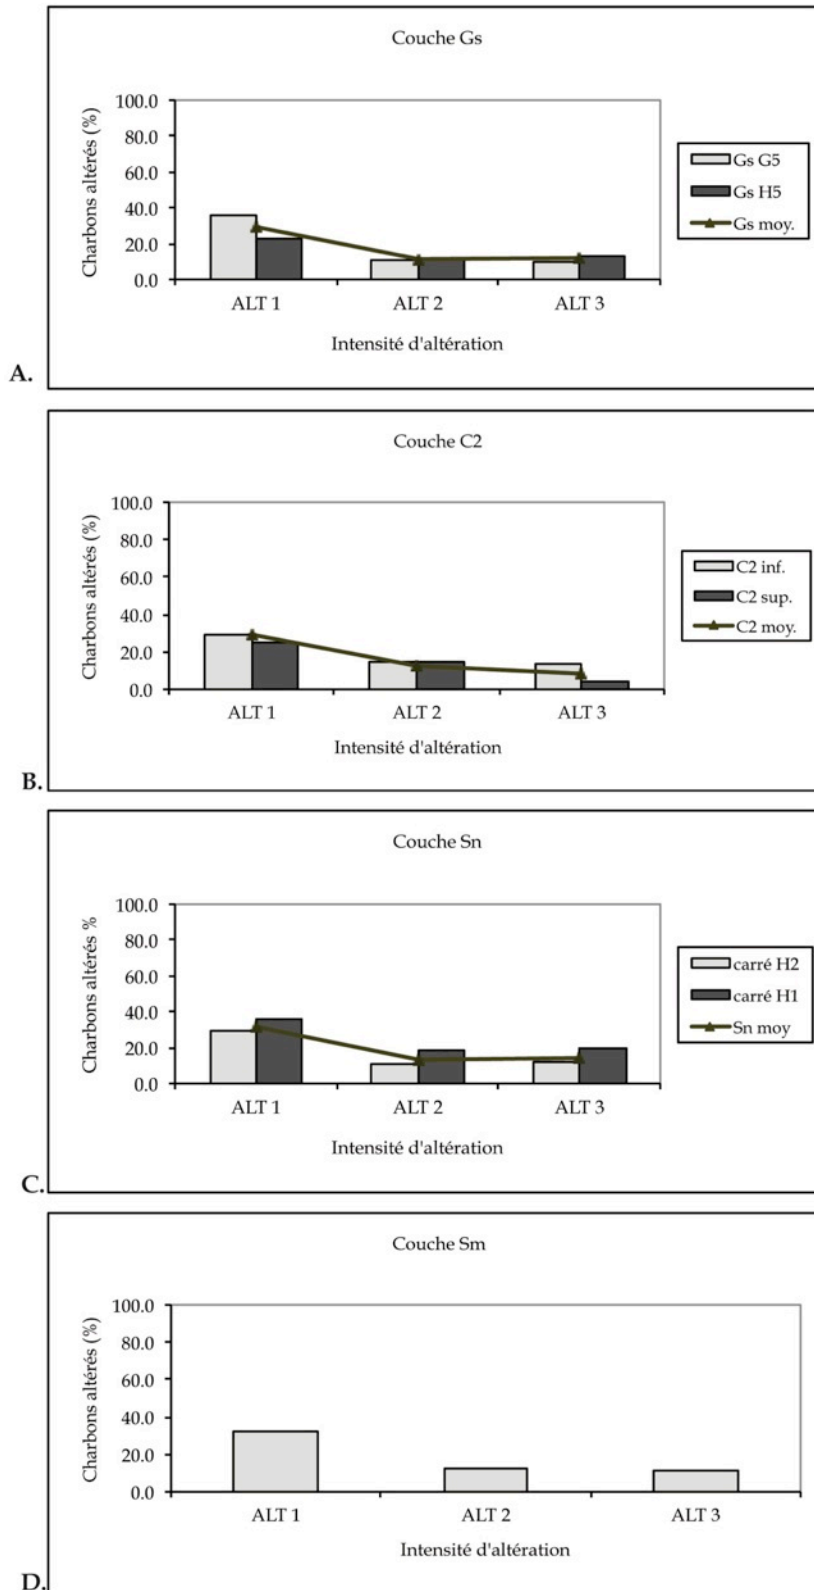 Couche Gs
Charbons altérés (%)
100.0
80.0
60.0
40.0
20.0
0.0
ALT 1 ALT 2 ALT 3
Intensité d'altération
Gs G5
Gs H5
Gs moy.
A.
Couche C2
Charbons altérés (%)
100.0
80.0
60.0
40.0
20.0
0.0
ALT 1 ALT 2 ALT 3
Intensité d'altération
C2 inf.
C2 sup.
C2 moy.
B.
Couche Sn
Charbons altérés %
100.0
80.0
60.0
40.0
20.0
0.0
ALT 1 ALT 2 ALT 3
Intensité d'altération
carré H2
carré H1
Sn moy
C.
Couche Sm
Charbons altérés (%)
100.0
80.0
60.0
40.0
20.0
0.0
ALT 1 ALT 2 ALT 3
Intensité d'altération
D.